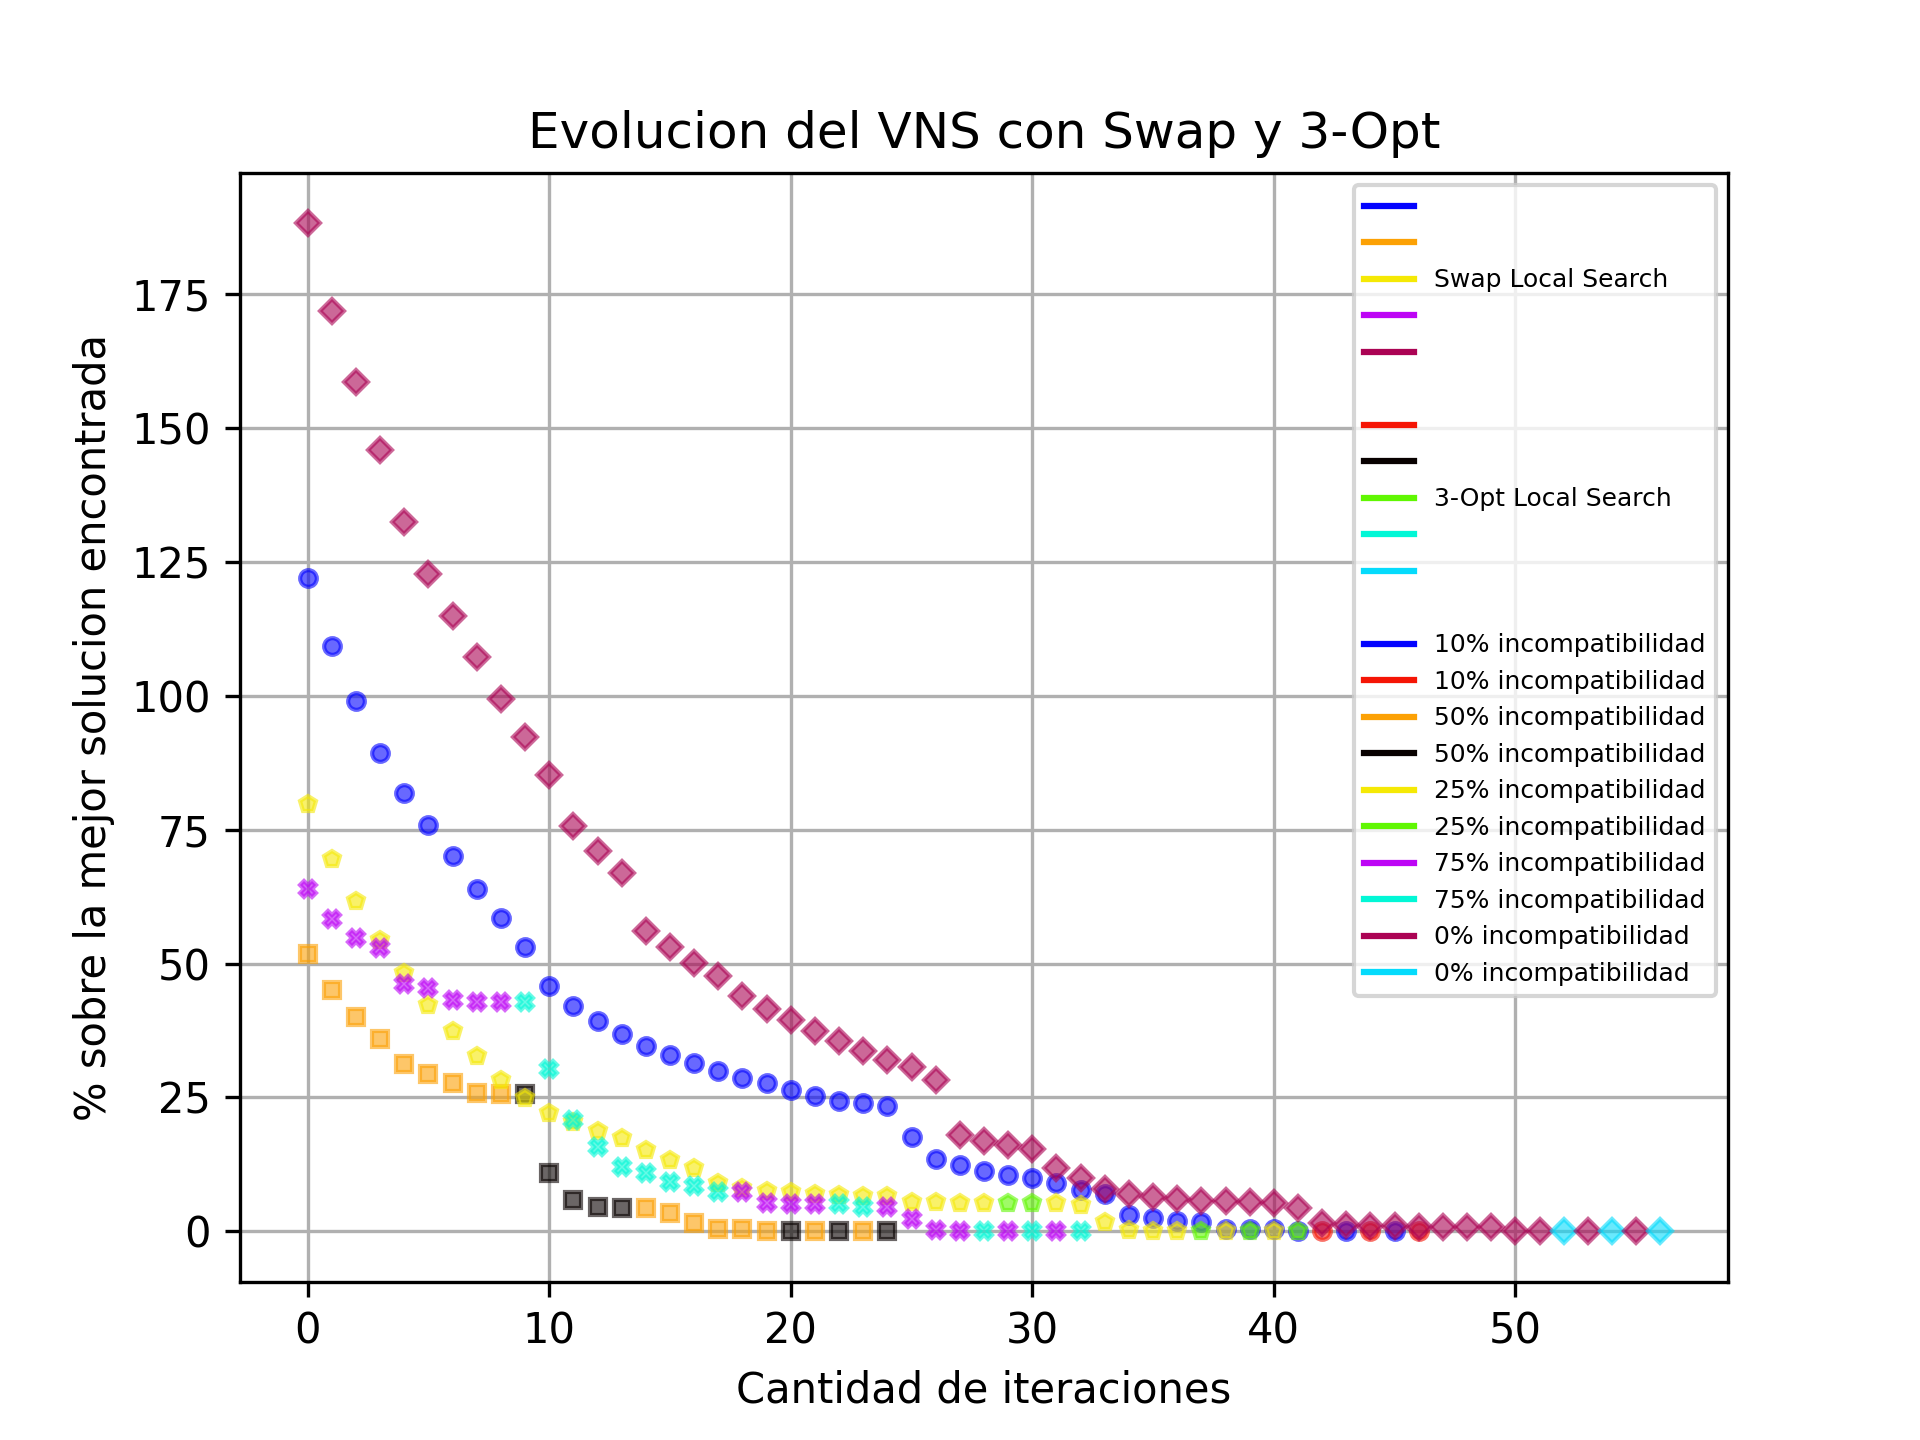 Evolucion del VNS con Swap y 3-Opt
% sobre la mejor solucion encontrada
175
150
125
100
75
50
25
0
Swap Local Search
3-Opt Local Search
10% incompatibilidad
10% incompatibilidad
50% incompatibilidad
50% incompatibilidad
25% incompatibilidad
25% incompatibilidad
75% incompatibilidad
75% incompatibilidad
0% incompatibilidad
0% incompatibilidad
0 10 20 30 40 50
Cantidad de iteraciones